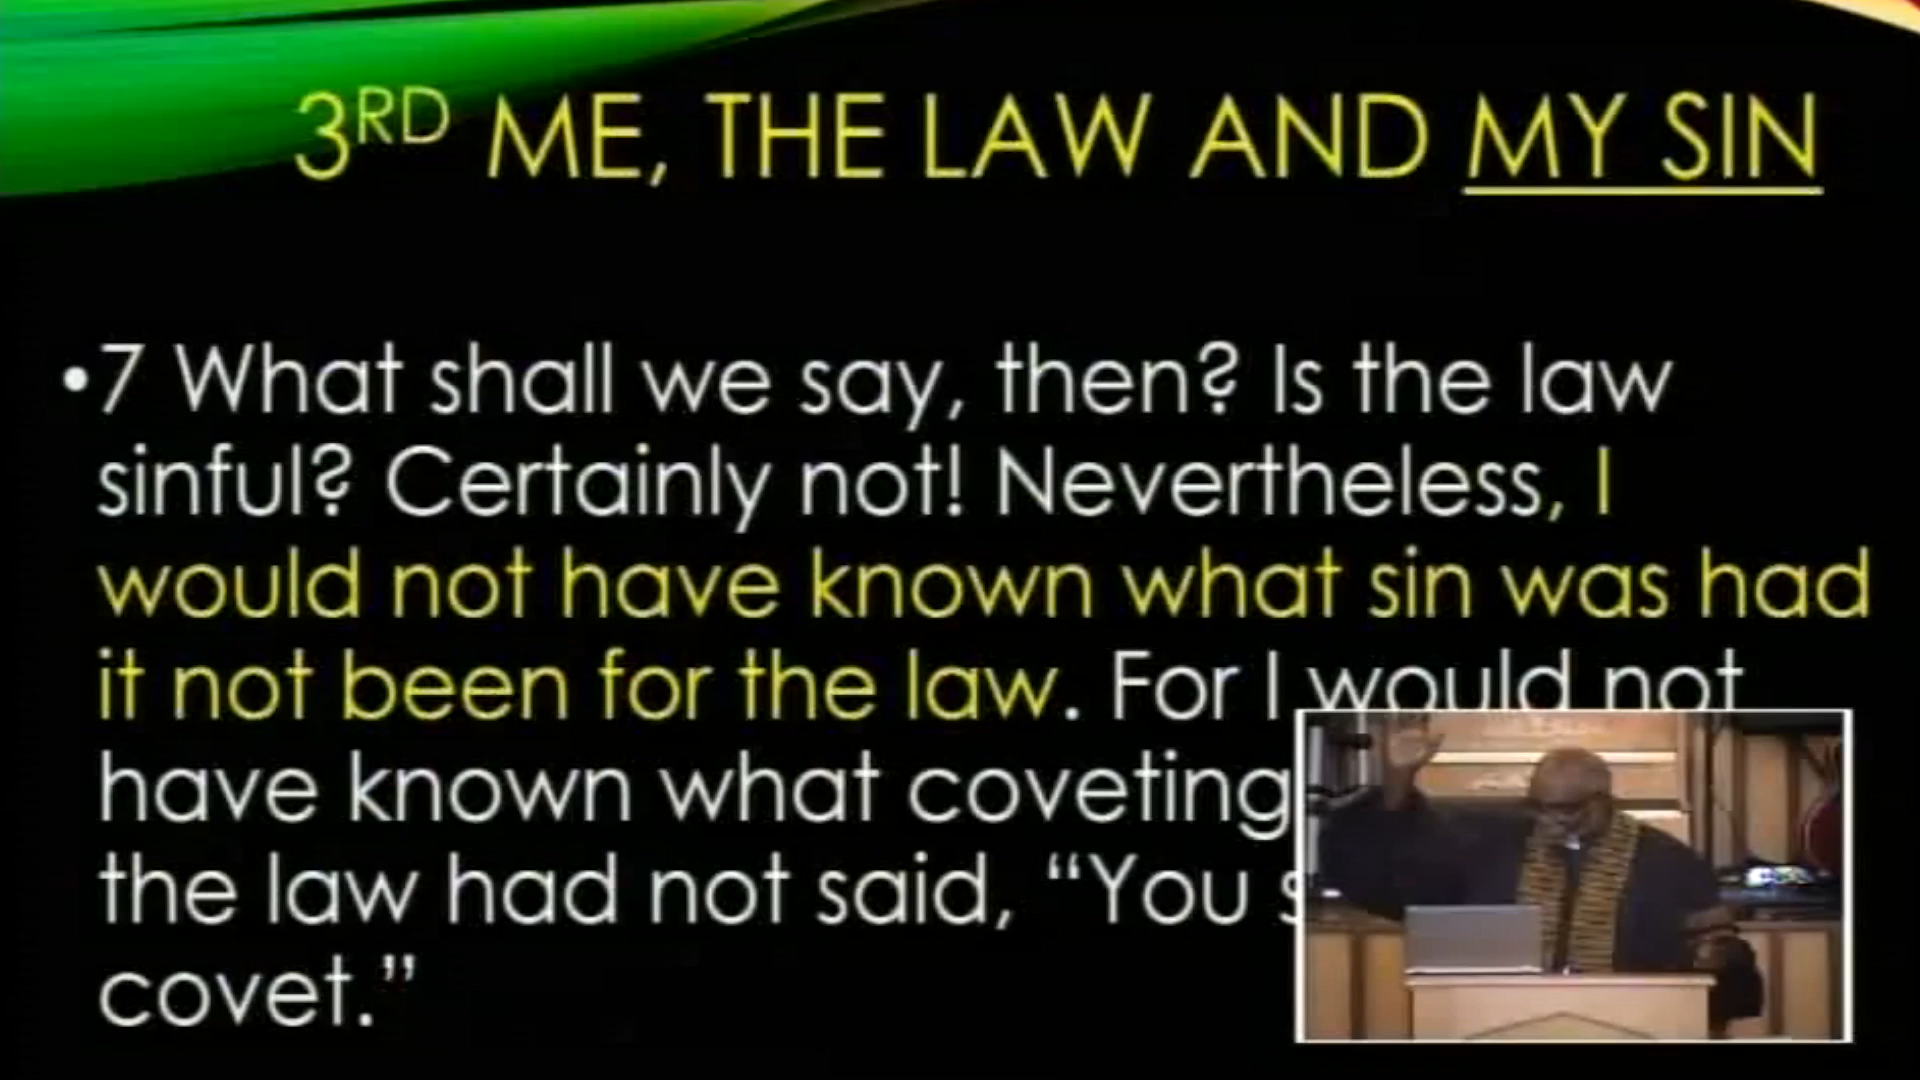 3RD ME, THE LAW AND MY SIN
•7 What shall we say, then? Is the law
sinful? Certainly not! Nevertheless, I
would not have known what sin was had
it not been for the law. For I would not
have known what coveting
the law had not said, “You
covet.”